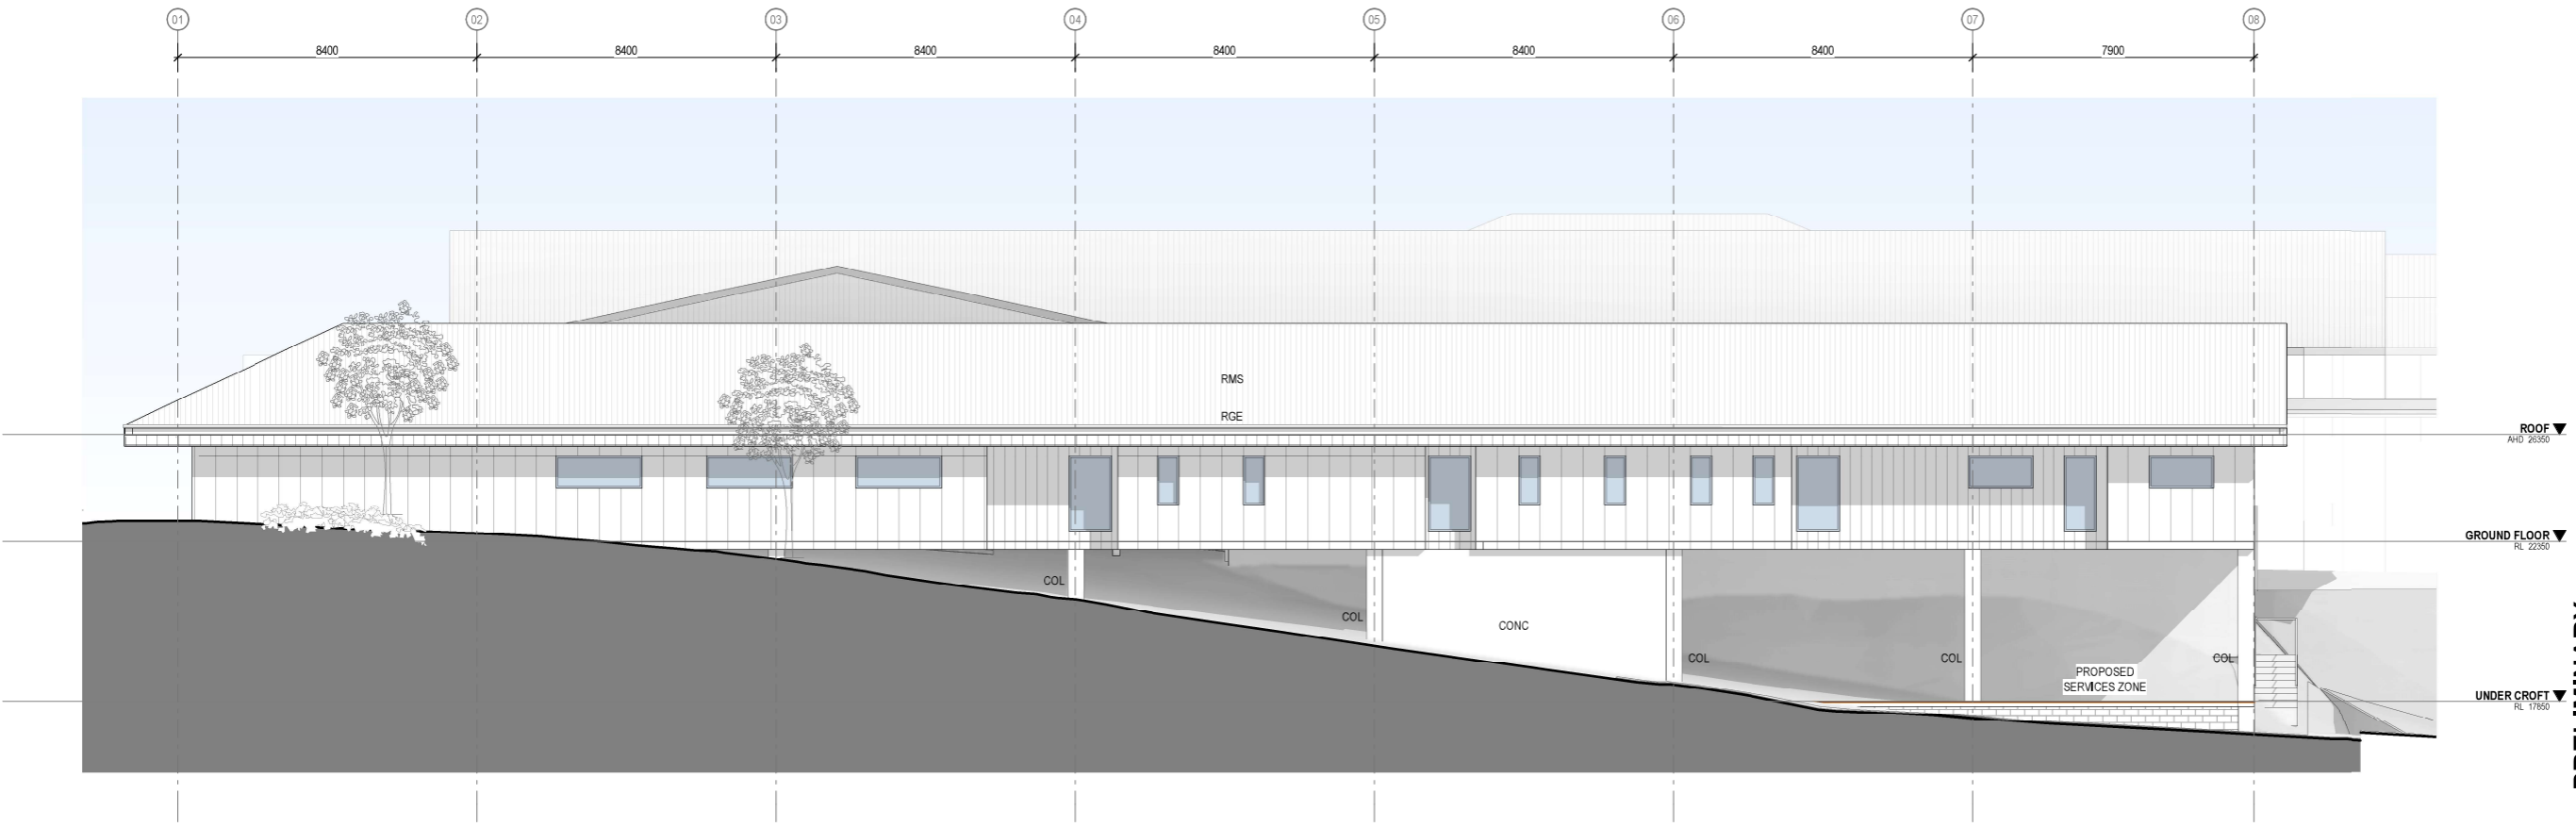 01 02 03 04 05 06 07 08
8400 8400 8400 8400 8400 8400 7900
RMS
RGE
ROOF
AHD 26350
GROUND FLOOR
RL 22350
COL
COL
CONC
COL
COL
COL
PROPOSED
SERVICES ZONE
UNDER CROFT
RL 17850